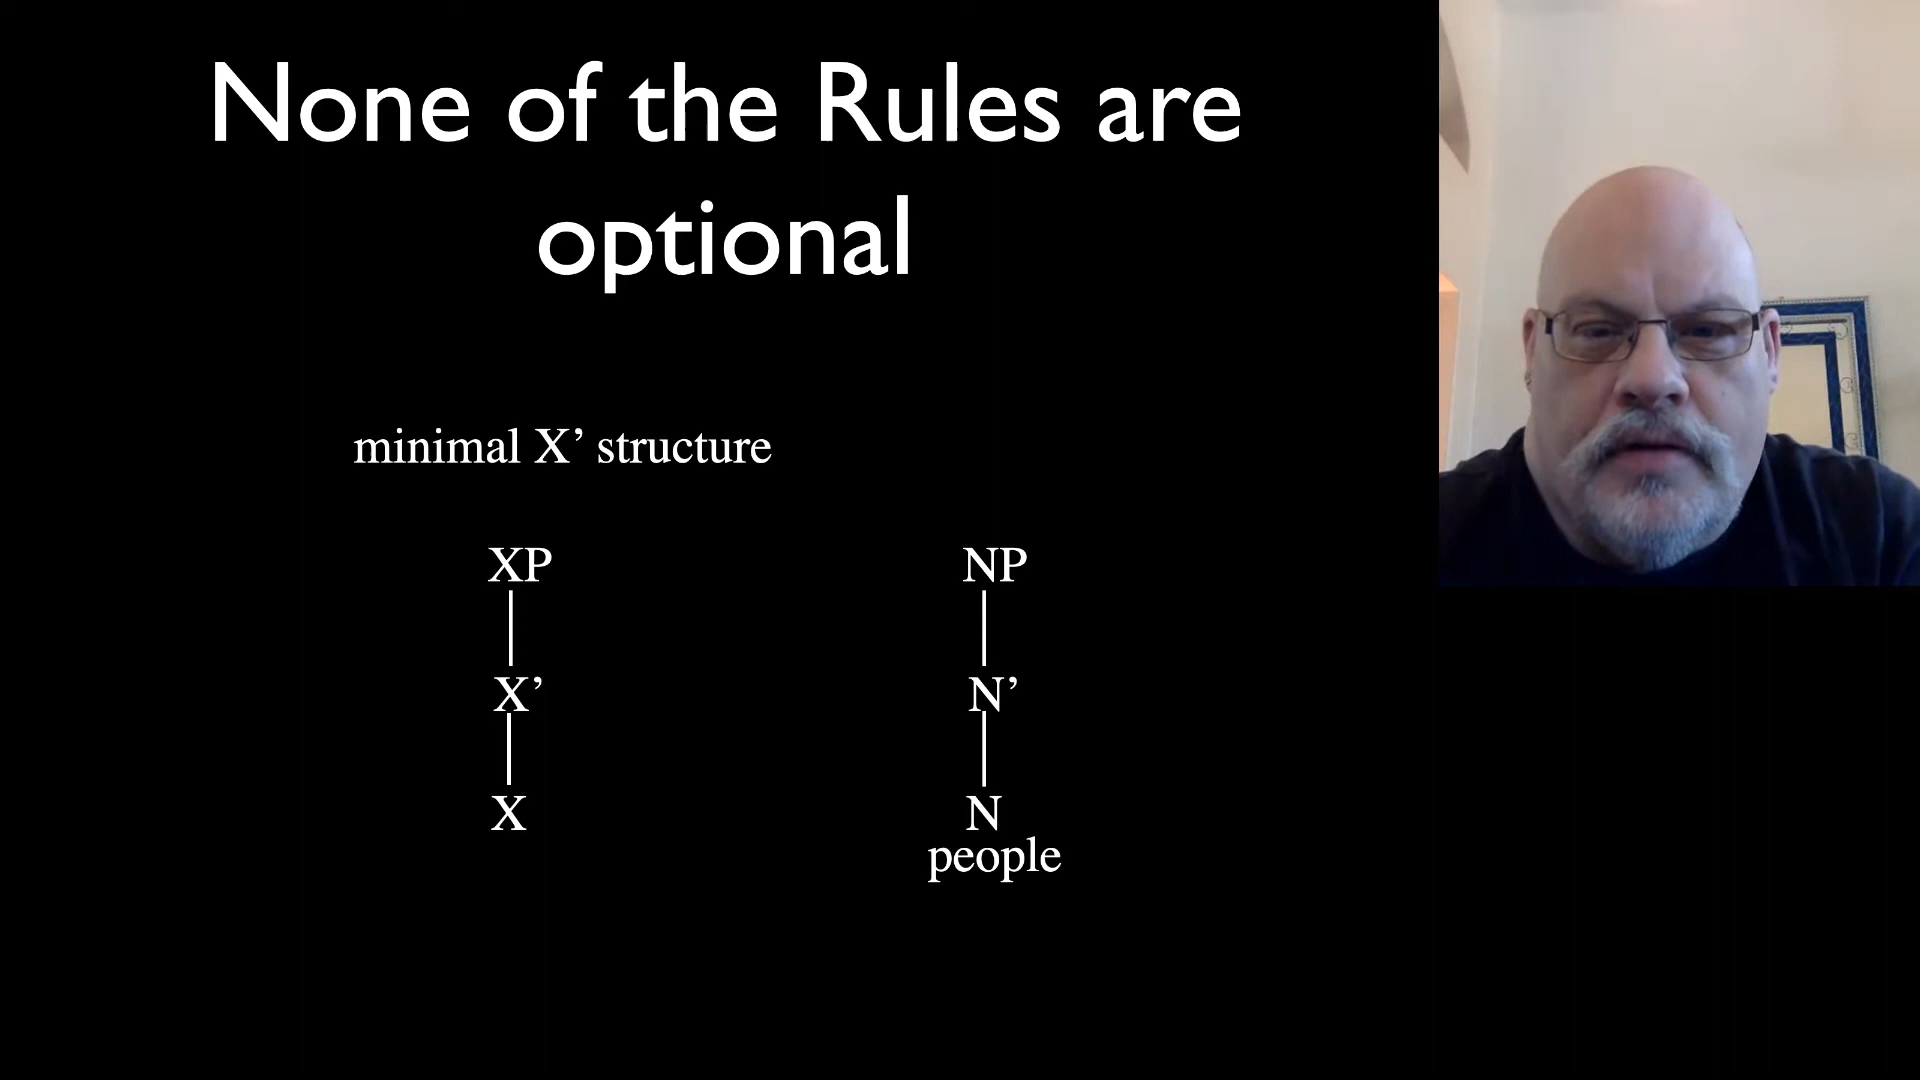 None of the Rules are
optional
minimal X’ structure
XP NP
X’ N’
X N
people